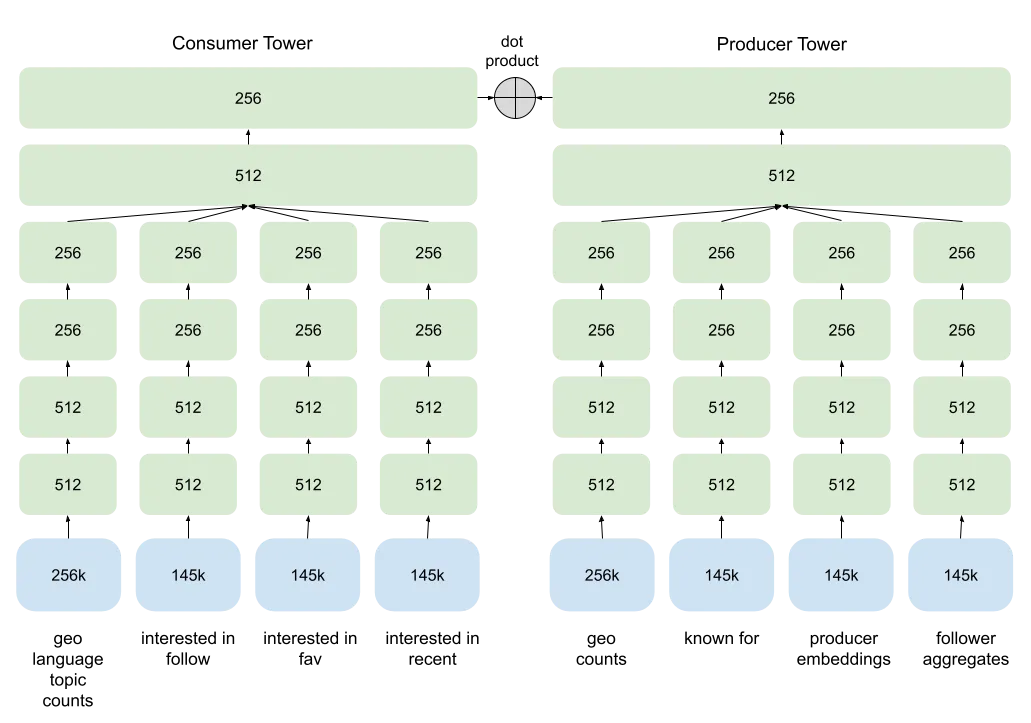 Consumer Tower
dot
product
Producer Tower
256
256
512
512
256 256 256 256 256 256 256 256
256 256 256 256 256 256 256 256
512 512 512 512 512 512 512 512
512 512 512 512 512 512 512 512
256k 145k 145k 145k 256k 145k 145k 145k
geo
language
topic
counts
interested in
follow
interested in
fav
interested in
recent
geo
counts
known for
producer
embeddings
follower
aggregates